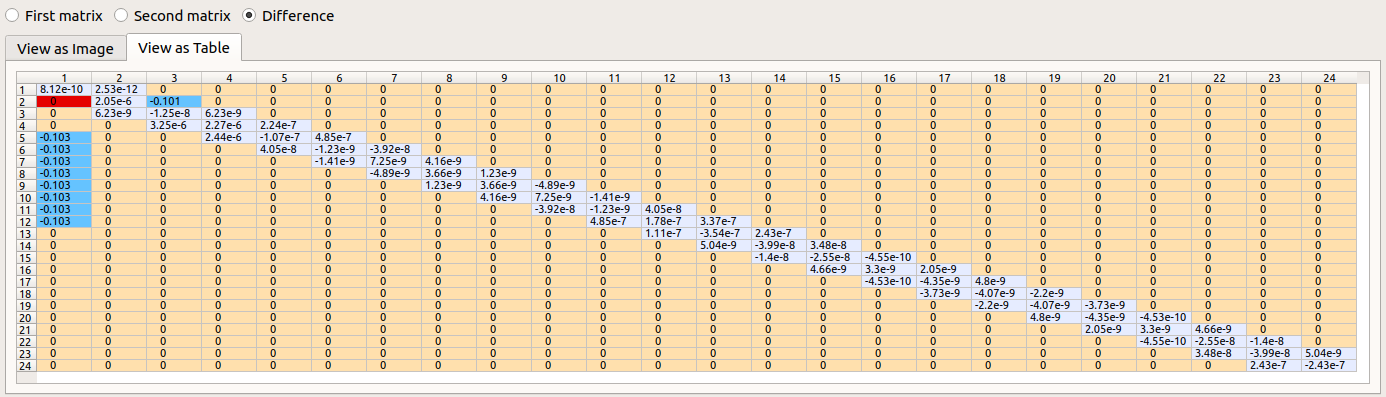 First matrix Second matrix Difference
View as Image View as Table
1 2 3 4 5 6 7 8 9 10 11 12 13 14 15 16 17 18 19 20 21 22 23 24
1 8.12e-10 2.53e-12 0 0 0 0 0 0 0 0 0 0 0 0 0 0 0 0 0 0 0 0 0 0
2 0 2.05e-6 -0.101 0 0 0 0 0 0 0 0 0 0 0 0 0 0 0 0 0 0 0 0 0
3 0 6.23e-9 -1.25e-8 6.23e-9 0 0 0 0 0 0 0 0 0 0 0 0 0 0 0 0 0 0 0 0
4 0 0 3.25e-6 2.27e-6 2.24e-7 0 0 0 0 0 0 0 0 0 0 0 0 0 0 0 0 0 0 0
5 -0.103 0 0 2.44e-6 -1.07e-7 4.85e-7 0 0 0 0 0 0 0 0 0 0 0 0 0 0 0 0 0 0
6 -0.103 0 0 0 4.05e-8 -1.23e-9 -3.92e-8 0 0 0 0 0 0 0 0 0 0 0 0 0 0 0 0 0
7 -0.103 0 0 0 0 -1.41e-9 7.25e-9 4.16e-9 0 0 0 0 0 0 0 0 0 0 0 0 0 0 0 0
8 -0.103 0 0 0 0 0 -4.89e-9 3.66e-9 1.23e-9 0 0 0 0 0 0 0 0 0 0 0 0 0 0 0
9 -0.103 0 0 0 0 0 0 1.23e-9 3.66e-9 -4.89e-9 0 0 0 0 0 0 0 0 0 0 0 0 0 0
10 -0.103 0 0 0 0 0 0 0 4.16e-9 7.25e-9 -1.41e-9 0 0 0 0 0 0 0 0 0 0 0 0 0
11 -0.103 0 0 0 0 0 0 0 0 -3.92e-8 -1.23e-9 4.05e-8 0 0 0 0 0 0 0 0 0 0 0 0
12 -0.103 0 0 0 0 0 0 0 0 0 4.85e-7 1.78e-7 3.37e-7 0 0 0 0 0 0 0 0 0 0 0
13 0 0 0 0 0 0 0 0 0 0 0 1.11e-7 -3.54e-7 2.43e-7 0 0 0 0 0 0 0 0 0 0
14 0 0 0 0 0 0 0 0 0 0 0 0 5.04e-9 -3.99e-8 3.48e-8 0 0 0 0 0 0 0 0 0
15 0 0 0 0 0 0 0 0 0 0 0 0 0 -1.4e-8 -2.55e-8 -4.55e-10 0 0 0 0 0 0 0 0
16 0 0 0 0 0 0 0 0 0 0 0 0 0 0 4.66e-9 3.3e-9 2.05e-9 0 0 0 0 0 0 0
17 0 0 0 0 0 0 0 0 0 0 0 0 0 0 0 -4.53e-10 -4.35e-9 4.8e-9 0 0 0 0 0 0
18 0 0 0 0 0 0 0 0 0 0 0 0 0 0 0 0 -3.73e-9 -4.07e-9 -2.2e-9 0 0 0 0 0
19 0 0 0 0 0 0 0 0 0 0 0 0 0 0 0 0 0 -2.2e-9 -4.07e-9 -3.73e-9 0 0 0 0
20 0 0 0 0 0 0 0 0 0 0 0 0 0 0 0 0 0 0 4.8e-9 -4.35e-9 -4.53e-10 0 0 0
21 0 0 0 0 0 0 0 0 0 0 0 0 0 0 0 0 0 0 0 2.05e-9 3.3e-9 4.66e-9 0 0
22 0 0 0 0 0 0 0 0 0 0 0 0 0 0 0 0 0 0 0 0 -4.55e-10 -2.55e-8 -1.4e-8 0
23 0 0 0 0 0 0 0 0 0 0 0 0 0 0 0 0 0 0 0 0 0 3.48e-8 -3.99e-8 5.04e-9
24 0 0 0 0 0 0 0 0 0 0 0 0 0 0 0 0 0 0 0 0 0 0 2.43e-7 -2.43e-7